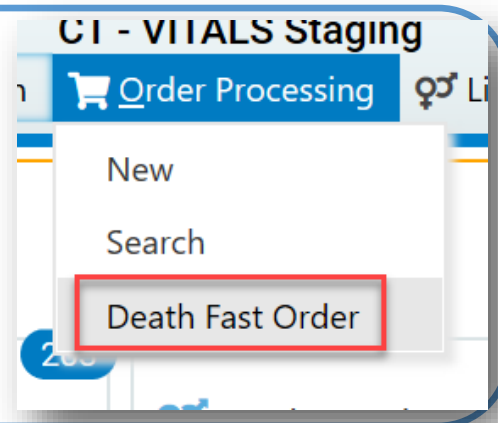 CT - VITALS Staging
Order Processing
New
Search
Death Fast Order